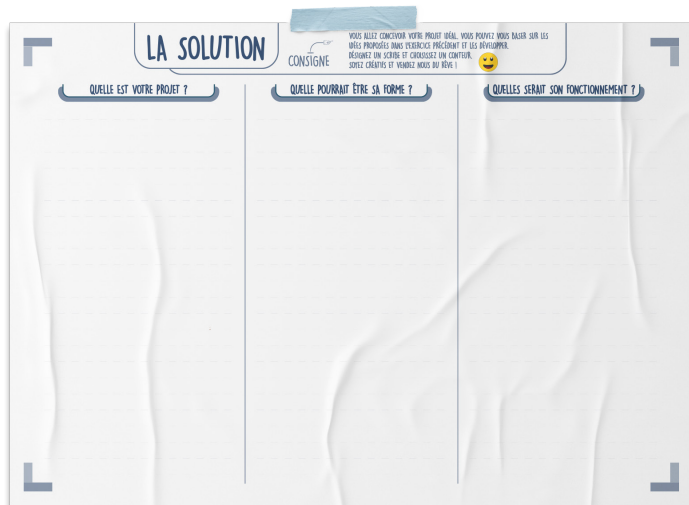 LA SOLUTION
CONSIGNE
VOUS ALLEZ CONCEVOIR VOTRE PROJET IDÉAL. VOUS POUVEZ VOUS BASER SUR LES
IDÉES PROPOSÉES DANS L'EXERCICE PRÉCÉDENT ET LES DÉVELOPPER.
DÉSIGNEZ UN SCRIBE ET CHOISISSEZ UN CONTEUR.
SOYEZ CRÉATIFS ET VENDEZ NOUS DU RÊVE !
QUELLE EST VOTRE PROJET ?
QUELLE POURRAIT ÊTRE SA FORME ?
QUELLES SERAIT SON FONCTIONNEMENT ?